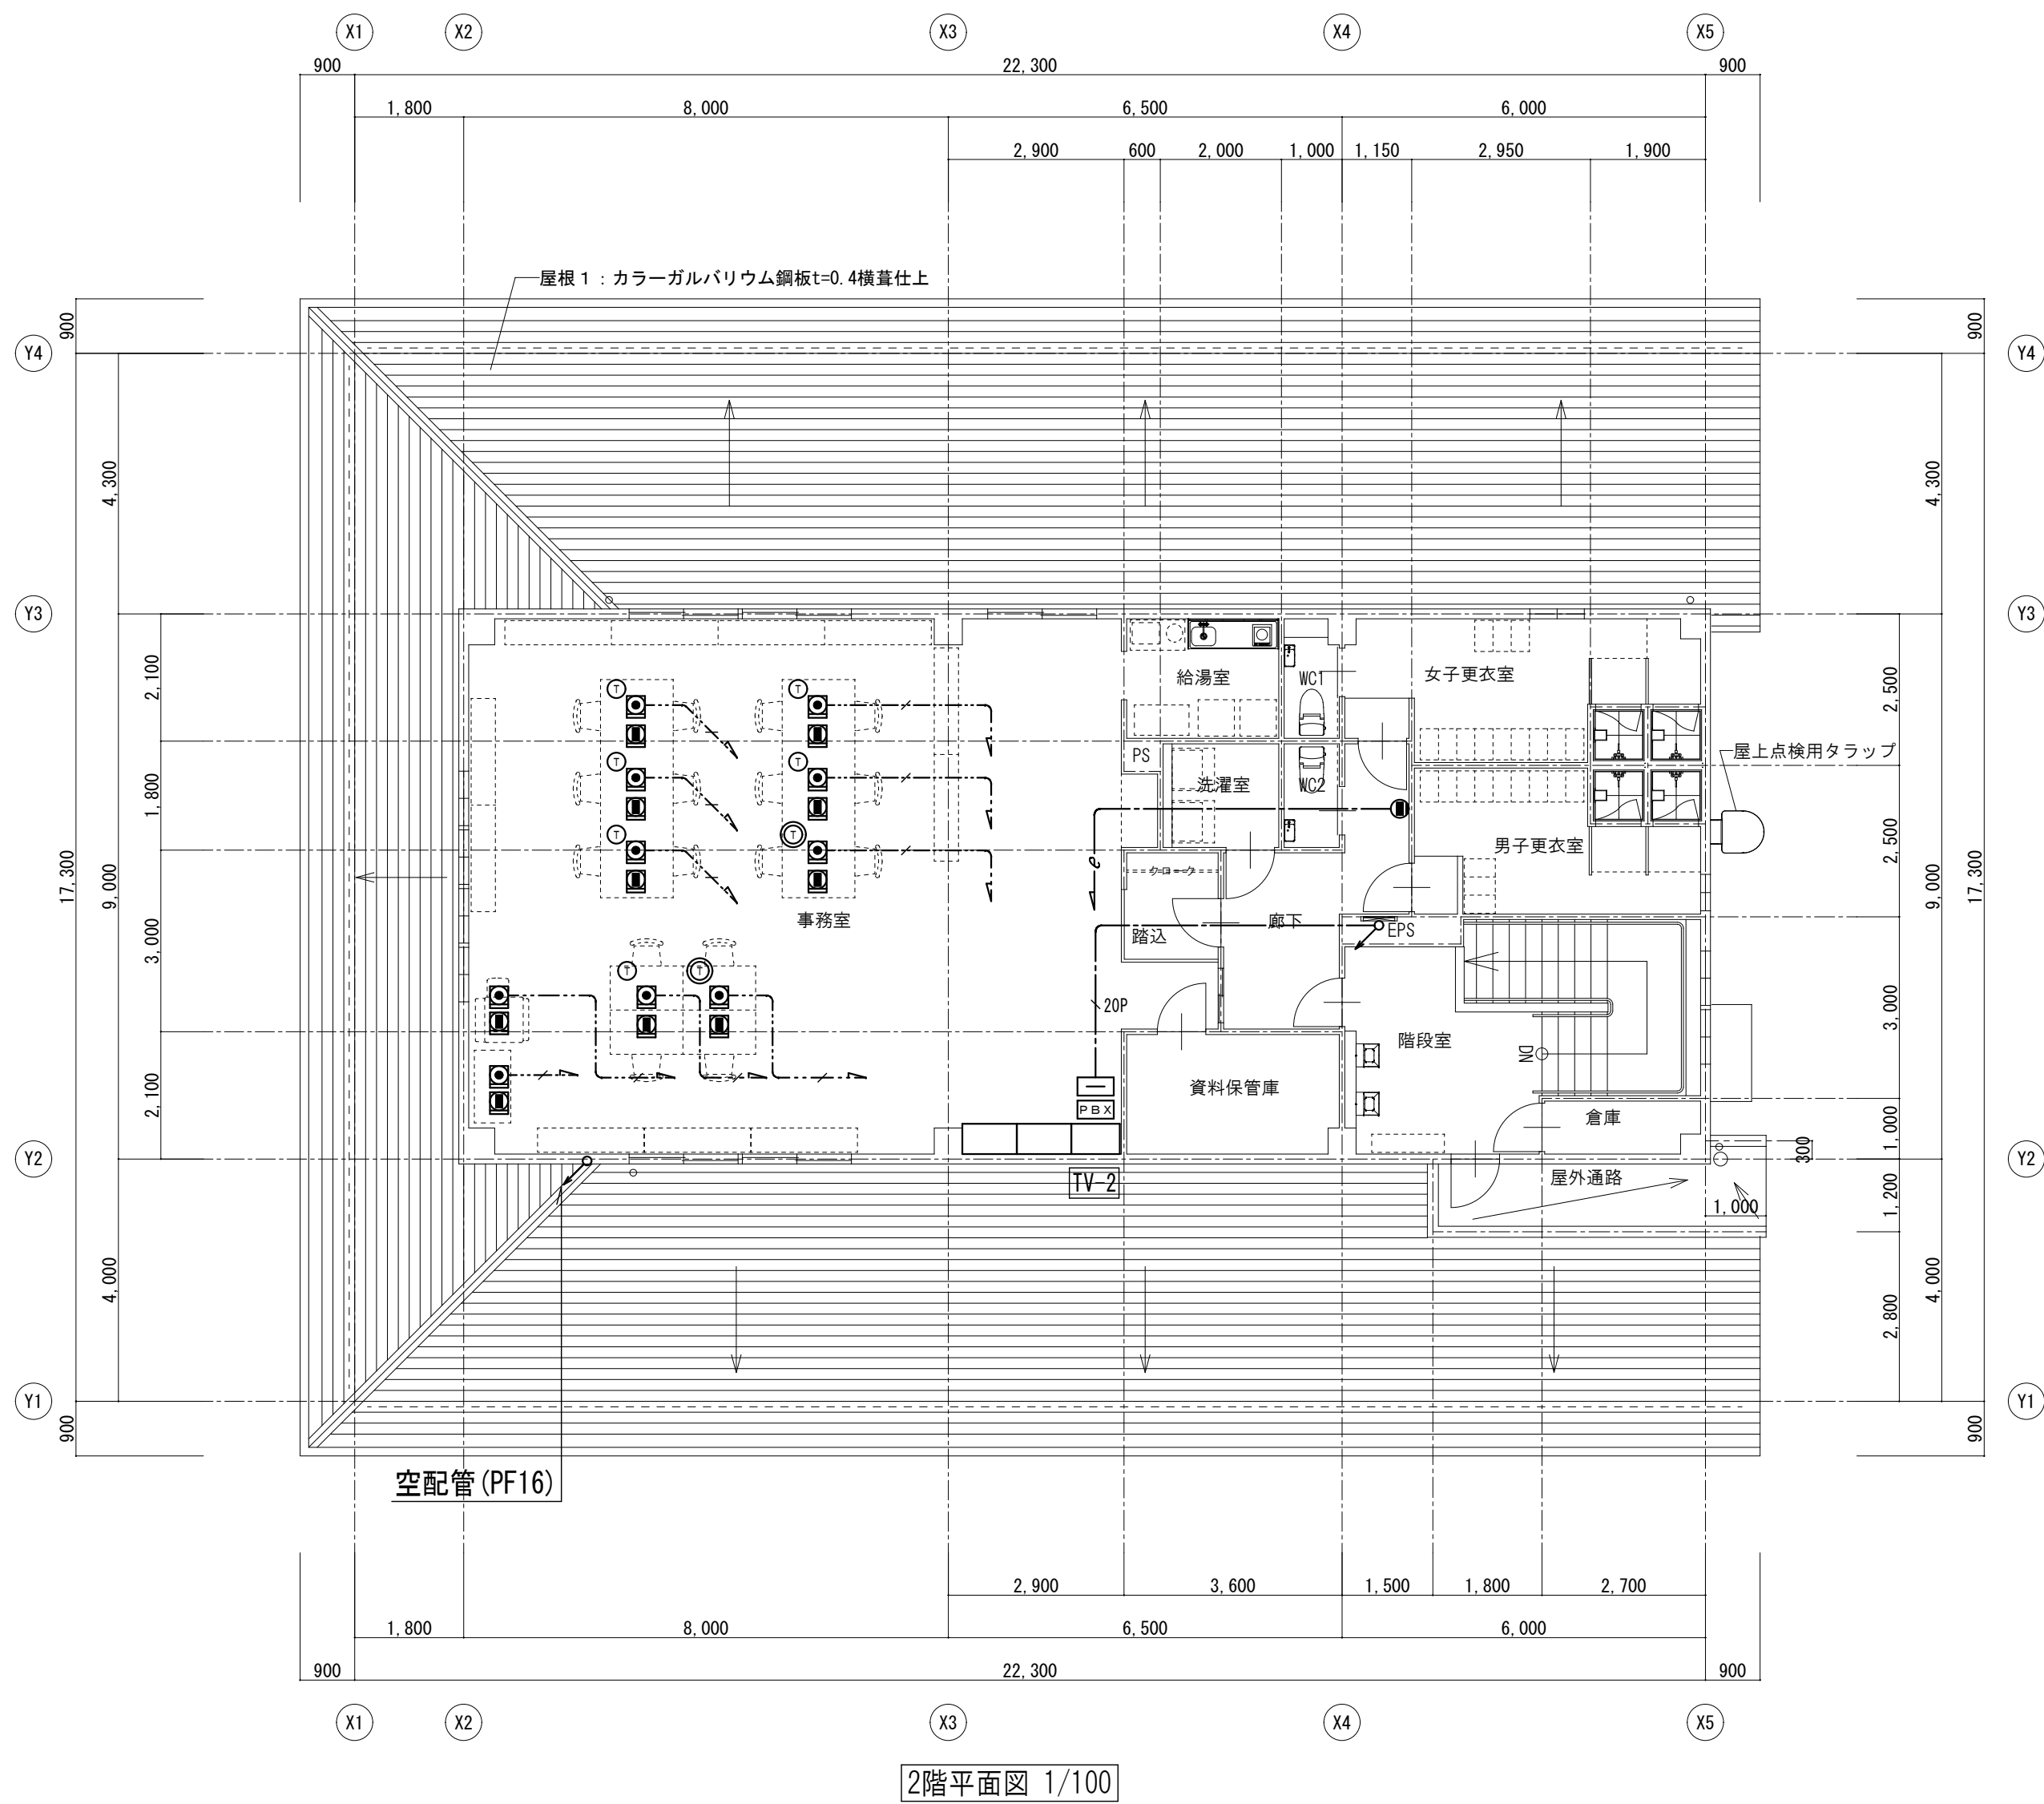 X1 X2 X3 X4 X5
900 22,300 900
1,800 8,000 6,500 6,000
2,900 600 2,000 1,000 1,150 2,950 1,900
屋根1：カラーガルバリウム鋼板t=0.4横葺仕上
900 900
Y4 Y4
4,300 4,300
Y3 Y3
給湯室 WC1 女子更衣室
2,100 2,500
T T
PS 屋上点検用タラップ
T T
洗濯室 WC2
1,800
T T
男子更衣室 2,500
クローク
17,300 9,000 9,000 17,300
事務室 踏込 廊下 EPS
3,000
T T
20P
3,000
階段室 DN
資料保管庫
2,100
PBX
倉庫 1,000
300
Y2 Y2
TV-2 屋外通路
1,200
1,000
4,000 4,000
2,800
Y1 Y1
900 900
空配管(PF16)
2,900 3,600 1,500 1,800 2,700
1,800 8,000 6,500 6,000
900 22,300 900
X1 X2 X3 X4 X5
2階平面図 1/100